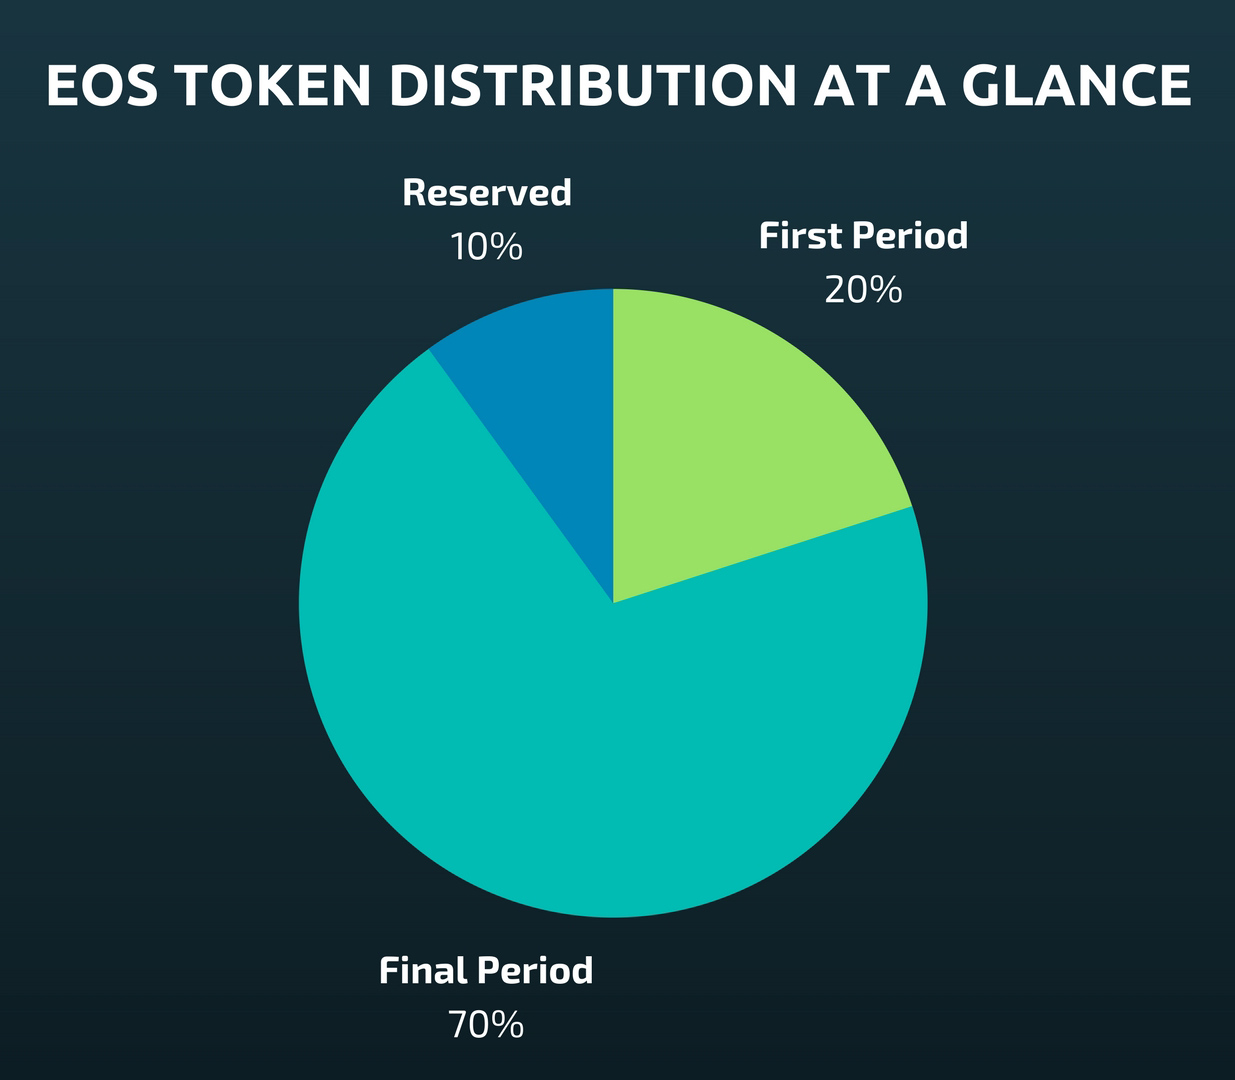 EOS TOKEN DISTRIBUTION AT A GLANCE
Reserved
10%
First Period
20%
Final Period
70%